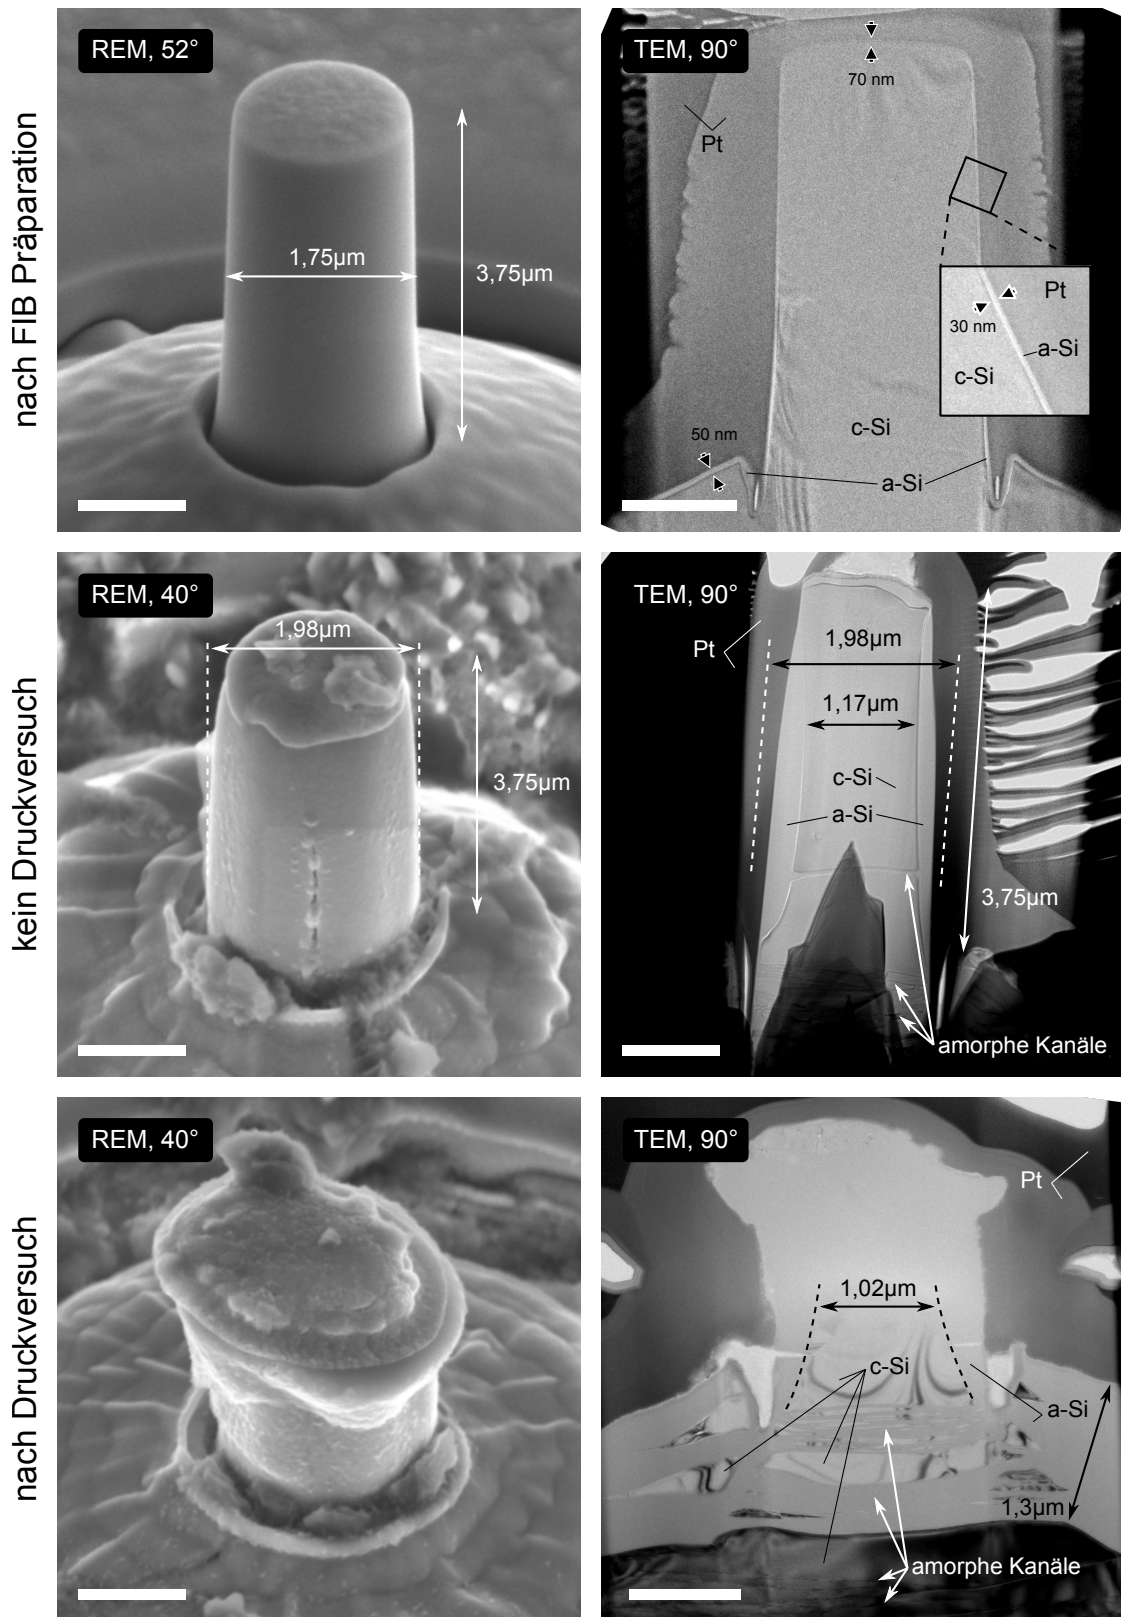 nach FIB Präparation
REM, 52°
1,75µm
3,75µm
TEM, 90°
70 nm
Pt
Pt
30 nm
a-Si
c-Si
c-Si
50 nm
a-Si
kein Druckversuch
REM, 40°
1,98µm
3,75µm
TEM, 90°
Pt
1,98µm
1,17µm
c-Si
a-Si
3,75µm
amorphe Kanäle
nach Druckversuch
REM, 40°
TEM, 90°
Pt
1,02µm
c-Si
a-Si
1,3µm
amorphe Kanäle